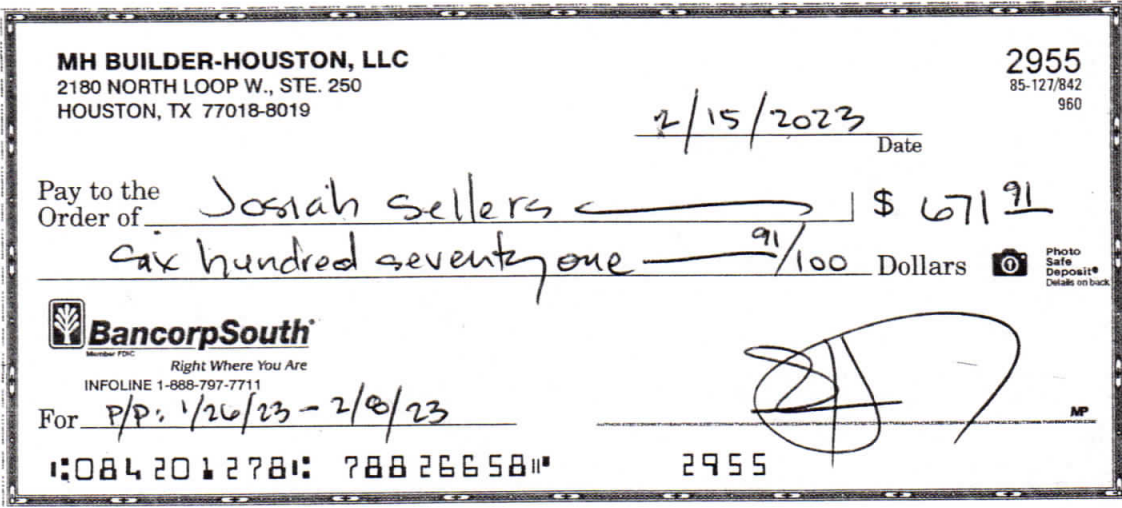 MH BUILDER-HOUSTON, LLC
2180 NORTH LOOP W., STE. 250
HOUSTON, TX 77018-8019
2955
85-127/842
960
2/15/2023
Date
Pay to the
Order of Josiah Sellers $ 671 91
Six hundred seventy one 91/100 Dollars
Photo
Safe
Deposit®
Details on back
BancorpSouth
Member FDIC
Right Where You Are
INFOLINE 1-888-797-7711
For P/P: 1/26/23 - 2/8/23
MP
⑆084201278⑆ 788266581⑈ 2955